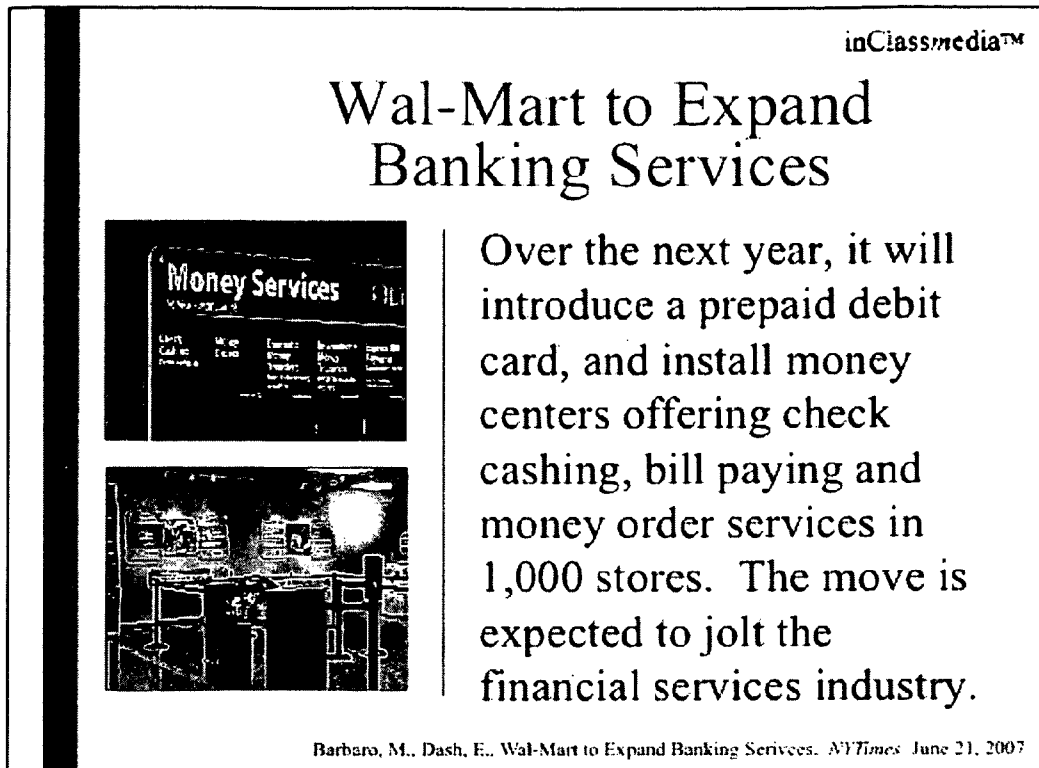 inClassmedia™
Wal-Mart to Expand
Banking Services
Money Services
Over the next year, it will
introduce a prepaid debit
card, and install money
centers offering check
cashing, bill paying and
money order services in
1,000 stores. The move is
expected to jolt the
financial services industry.
Barbaro, M., Dash, E., Wal-Mart to Expand Banking Serivces. NYTimes June 21, 2007